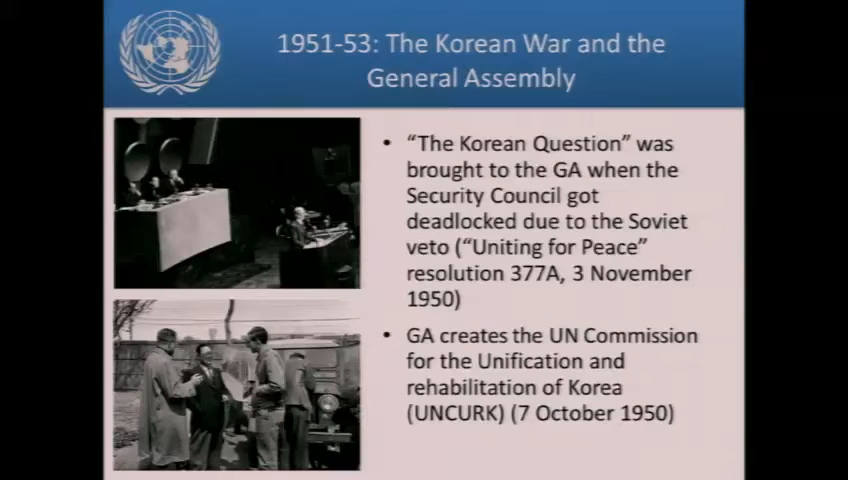 1951-53: The Korean War and the
General Assembly
• “The Korean Question” was
brought to the GA when the
Security Council got
deadlocked due to the Soviet
veto (“Uniting for Peace”
resolution 377A, 3 November
1950)
• GA creates the UN Commission
for the Unification and
rehabilitation of Korea
(UNCURK) (7 October 1950)